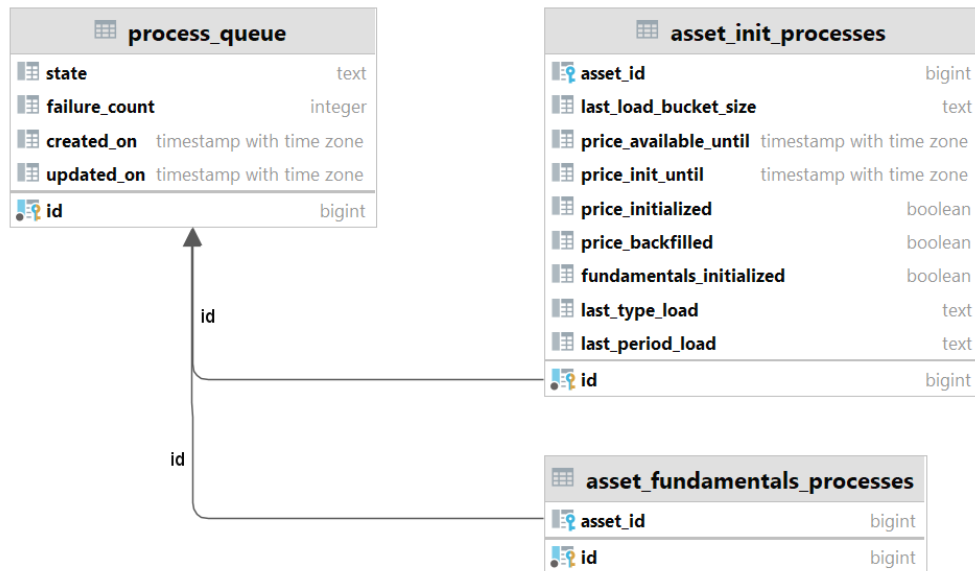 process_queue
state text
failure_count integer
created_on timestamp with time zone
updated_on timestamp with time zone
id bigint
asset_init_processes
asset_id bigint
last_load_bucket_size text
price_available_until timestamp with time zone
price_init_until timestamp with time zone
price_initialized boolean
price_backfilled boolean
fundamentals_initialized boolean
last_type_load text
last_period_load text
id bigint
id
id
asset_fundamentals_processes
asset_id bigint
id bigint